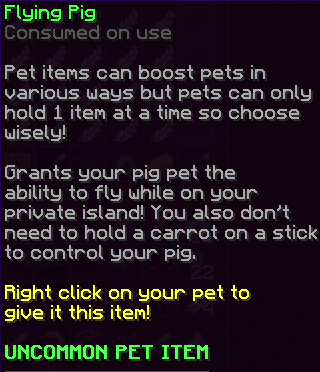 Flying Pig
Consumed on use
Pet items can boost pets in
various ways but pets can only
hold 1 item at a time so choose
wisely!
Grants your pig pet the
ability to fly while on your
private island! You also don't
need to hold a carrot on a stick
to control your pig.
22
Right click on your pet to
give it this item!
UNCOMMON PET ITEM